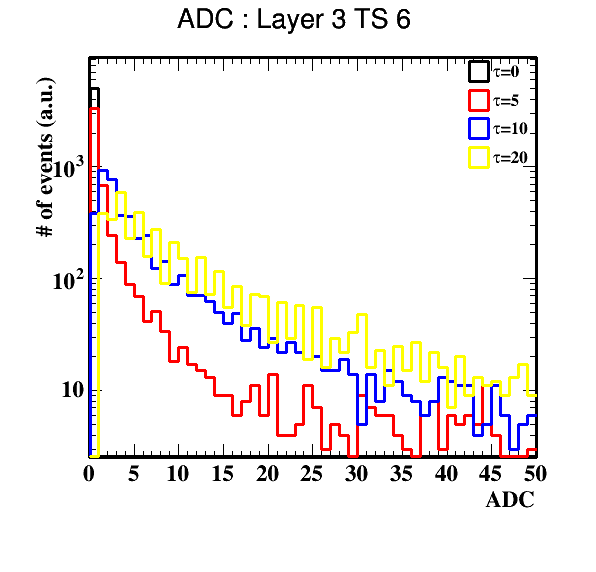 ADC : Layer 3 TS 6
# of events (a.u.)
τ=0
τ=5
τ=10
τ=20
10³
10²
10
0 5 10 15 20 25 30 35 40 45 50
ADC